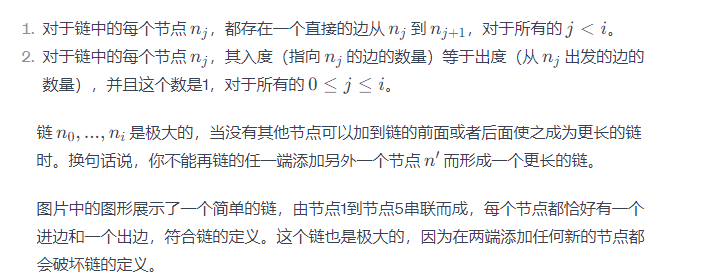 1. 对于链中的每个节点 nⱼ，都存在一个直接的边从 nⱼ 到 nⱼ₊₁，对于所有的 j < i。
2. 对于链中的每个节点 nⱼ，其入度（指向 nⱼ 的边的数量）等于出度（从 nⱼ 出发的边的
数量），并且这个数是1，对于所有的 0 ≤ j ≤ i。
链 n₀, ..., nᵢ 是极大的，当没有其他节点可以加到链的前面或者后面使之成为更长的链
时。换句话说，你不能再链的任一端添加另外一个节点 n′ 而形成一个更长的链。
图片中的图形展示了一个简单的链，由节点1到节点5串联而成，每个节点都恰好有一个
进边和一个出边，符合链的定义。这个链也是极大的，因为在两端添加任何新的节点都
会破坏链的定义。